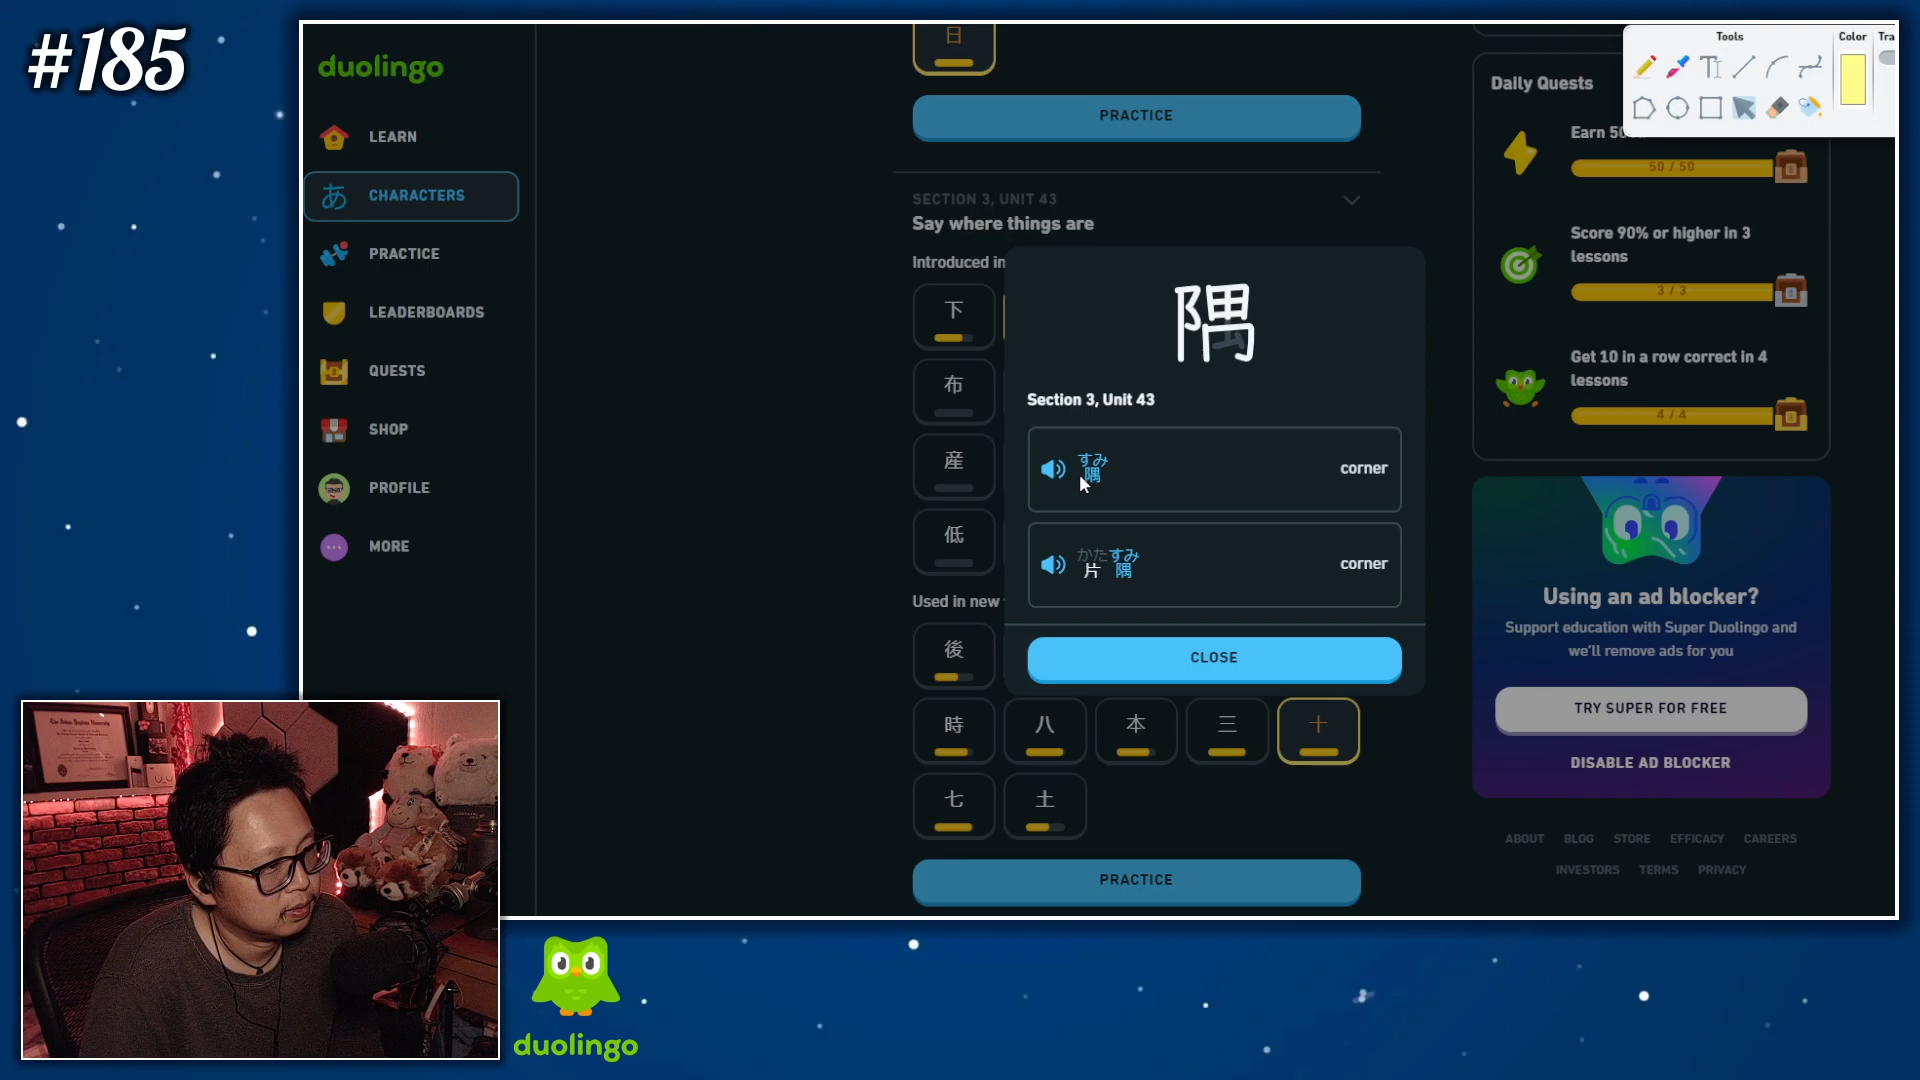 #185
duolingo
LEARN
あ CHARACTERS
PRACTICE
LEADERBOARDS
QUESTS
SHOP
PROFILE
MORE
日
PRACTICE
SECTION 3, UNIT 43
Say where things are
Introduced in
下
布
産
低
Used in new
後
時 八 本 三 十
七 土
PRACTICE
隅
Section 3, Unit 43
すみ
隅
corner
かたすみ
片隅
corner
CLOSE
Tools
Color
Tra
Daily Quests
Earn 50
50 / 50
Score 90% or higher in 3
lessons
3 / 3
Get 10 in a row correct in 4
lessons
4 / 4
Using an ad blocker?
Support education with Super Duolingo and
we'll remove ads for you
TRY SUPER FOR FREE
DISABLE AD BLOCKER
ABOUT BLOG STORE EFFICACY CAREERS
INVESTORS TERMS PRIVACY
duolingo